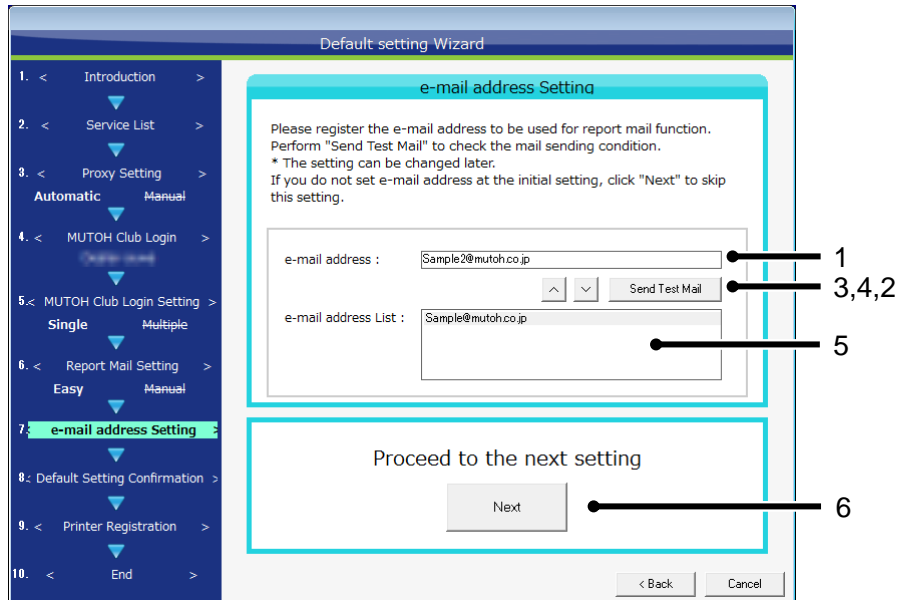 Default setting Wizard
1. < Introduction >
2. < Service List >
3. < Proxy Setting >
Automatic Manual
4. < MUTOH Club Login >
5.< MUTOH Club Login Setting >
Single Multiple
6. < Report Mail Setting >
Easy Manual
7. e-mail address Setting >
8.< Default Setting Confirmation >
9. < Printer Registration >
10. < End >
e-mail address Setting
Please register the e-mail address to be used for report mail function.
Perform "Send Test Mail" to check the mail sending condition.
* The setting can be changed later.
If you do not set e-mail address at the initial setting, click "Next" to skip
this setting.
e-mail address : Sample2@mutoh.co.jp 1
Send Test Mail 3,4,2
e-mail address List : Sample@mutoh.co.jp
5
Proceed to the next setting
Next 6
< Back Cancel